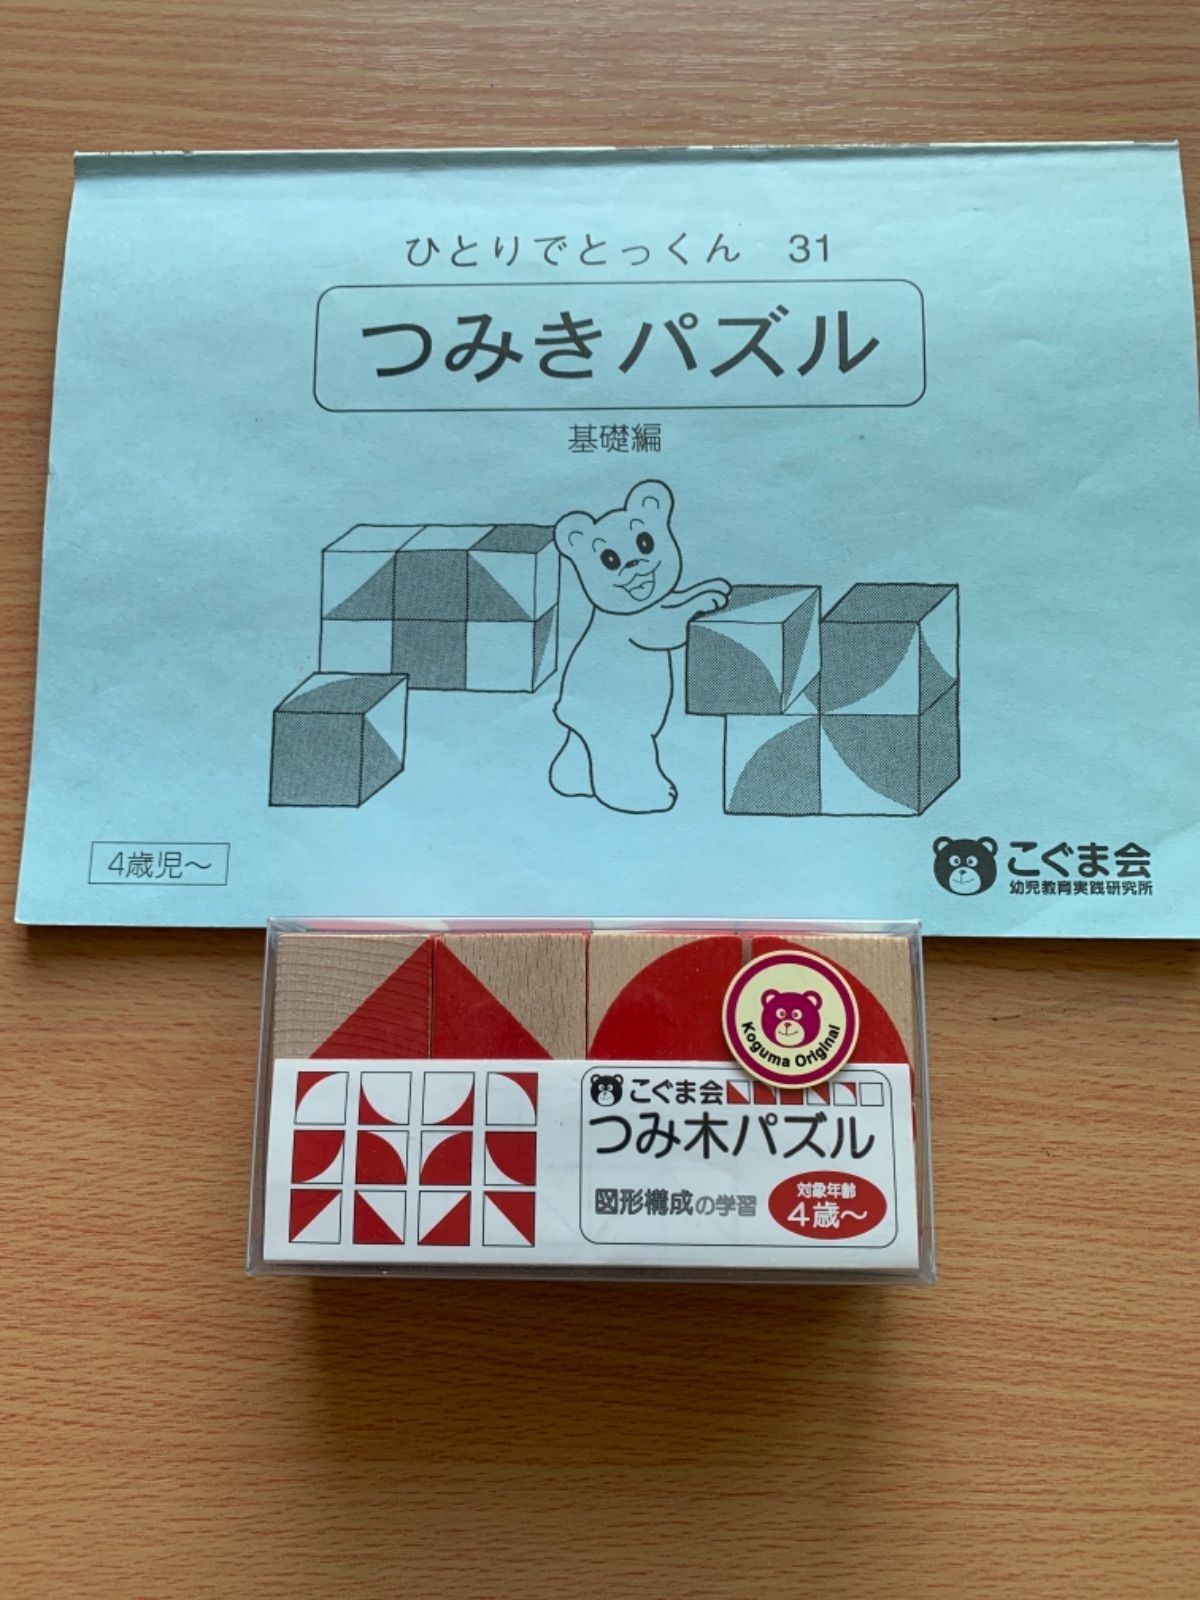 ひとりでとっくん 31
つみきパズル
基礎編
4歳児～
こぐま会
幼児教育実践研究所
Koguma Original
こぐま会
つみ木パズル
図形構成の学習
対象年齢
4歳～